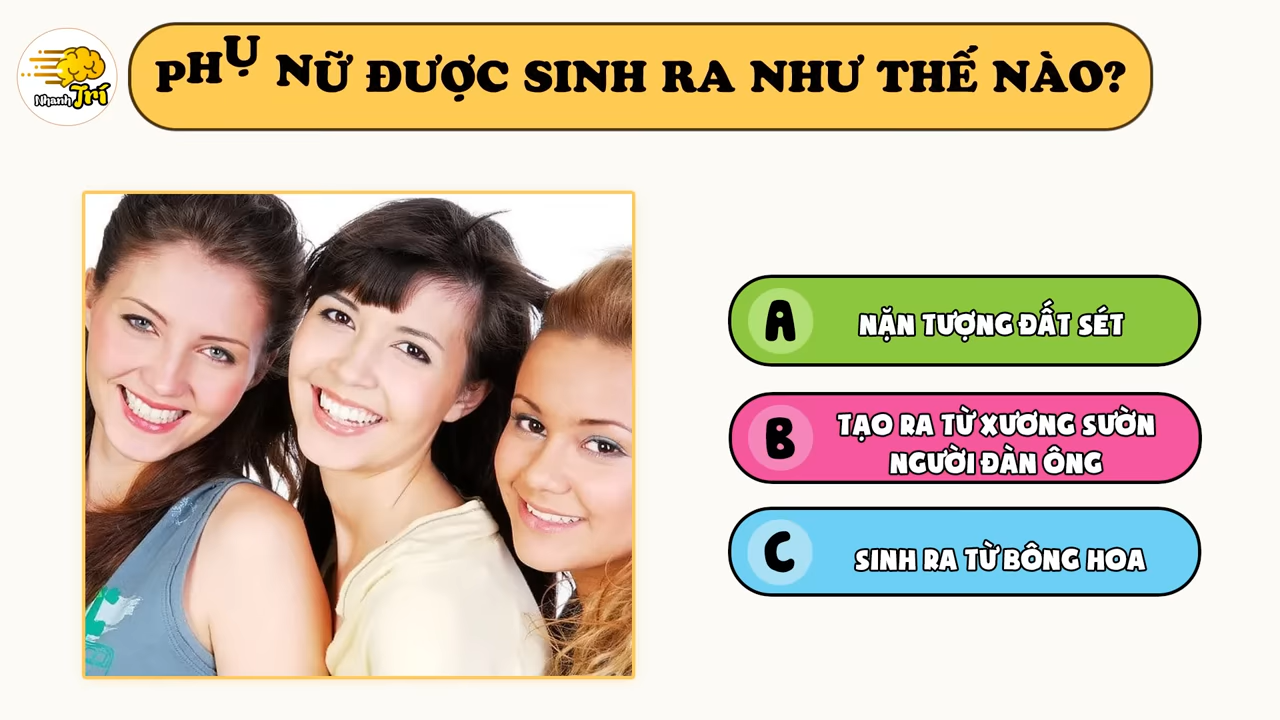 Nhanh Trí
PHỤ NỮ ĐƯỢC SINH RA NHƯ THẾ NÀO?
A NẶN TƯỢNG ĐẤT SÉT
B TẠO RA TỪ XƯƠNG SƯỜN
NGƯỜI ĐÀN ÔNG
C SINH RA TỪ BÔNG HOA